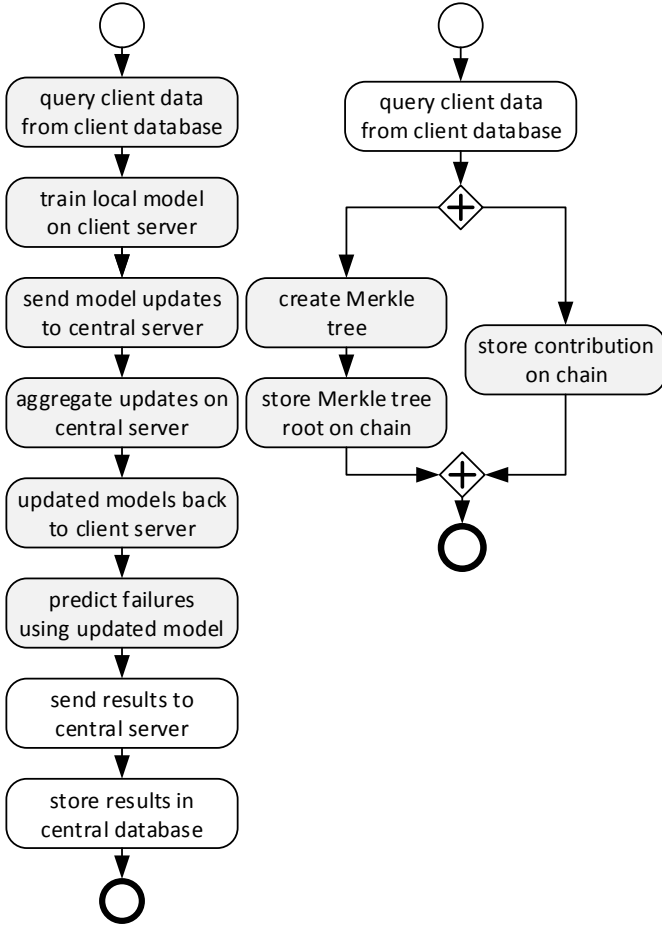 query client data
from client database
train local model
on client server
send model updates
to central server
aggregate updates on
central server
updated models back
to client server
predict failures
using updated model
send results to
central server
store results in
central database
query client data
from client database
create Merkle
tree
store Merkle tree
root on chain
store contribution
on chain